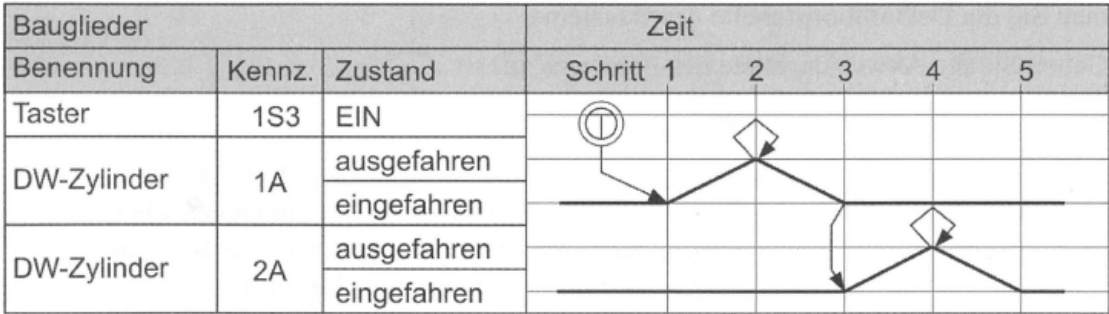 Bauglieder Zeit
Benennung Kennz. Zustand Schritt 1 2 3 4 5
Taster 1S3 EIN
DW-Zylinder 1A ausgefahren
eingefahren
DW-Zylinder 2A ausgefahren
eingefahren